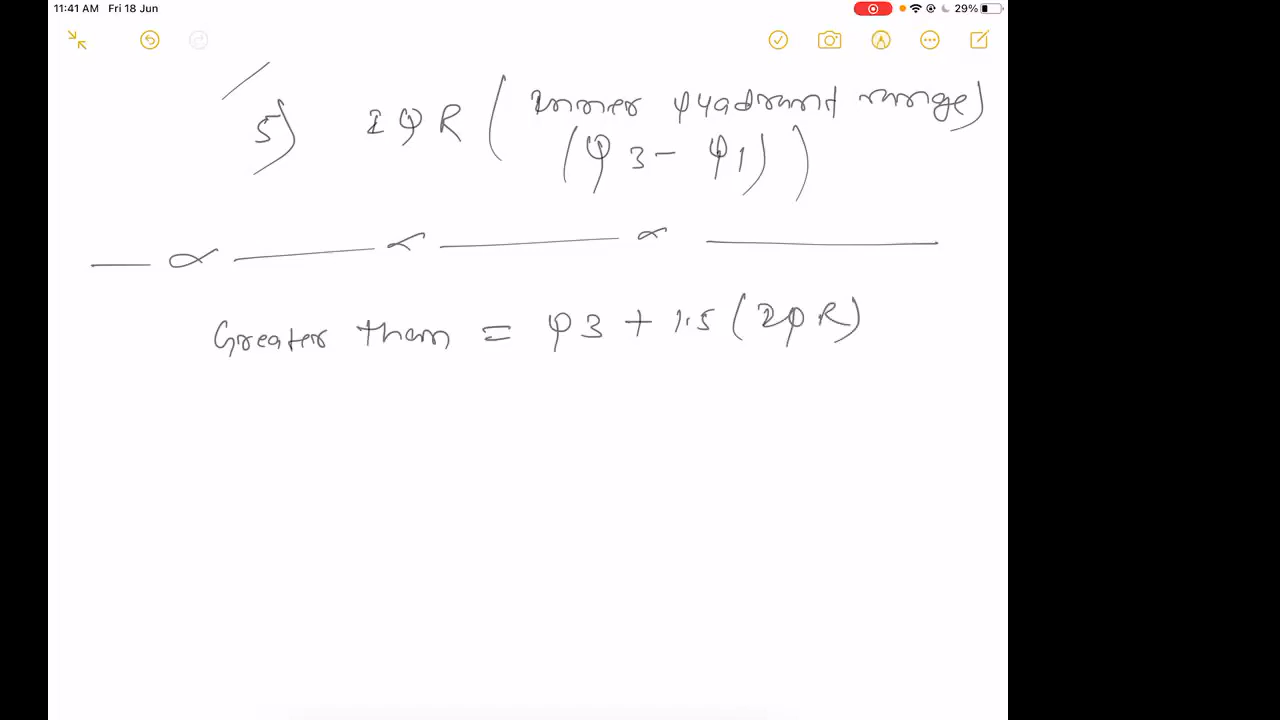 11:41 AM Fri 18 Jun
29%
5) IQR ( Inner quadrant range)
(Q3 - Q1) )
Greater than = Q3 + 1.5 (IQR)